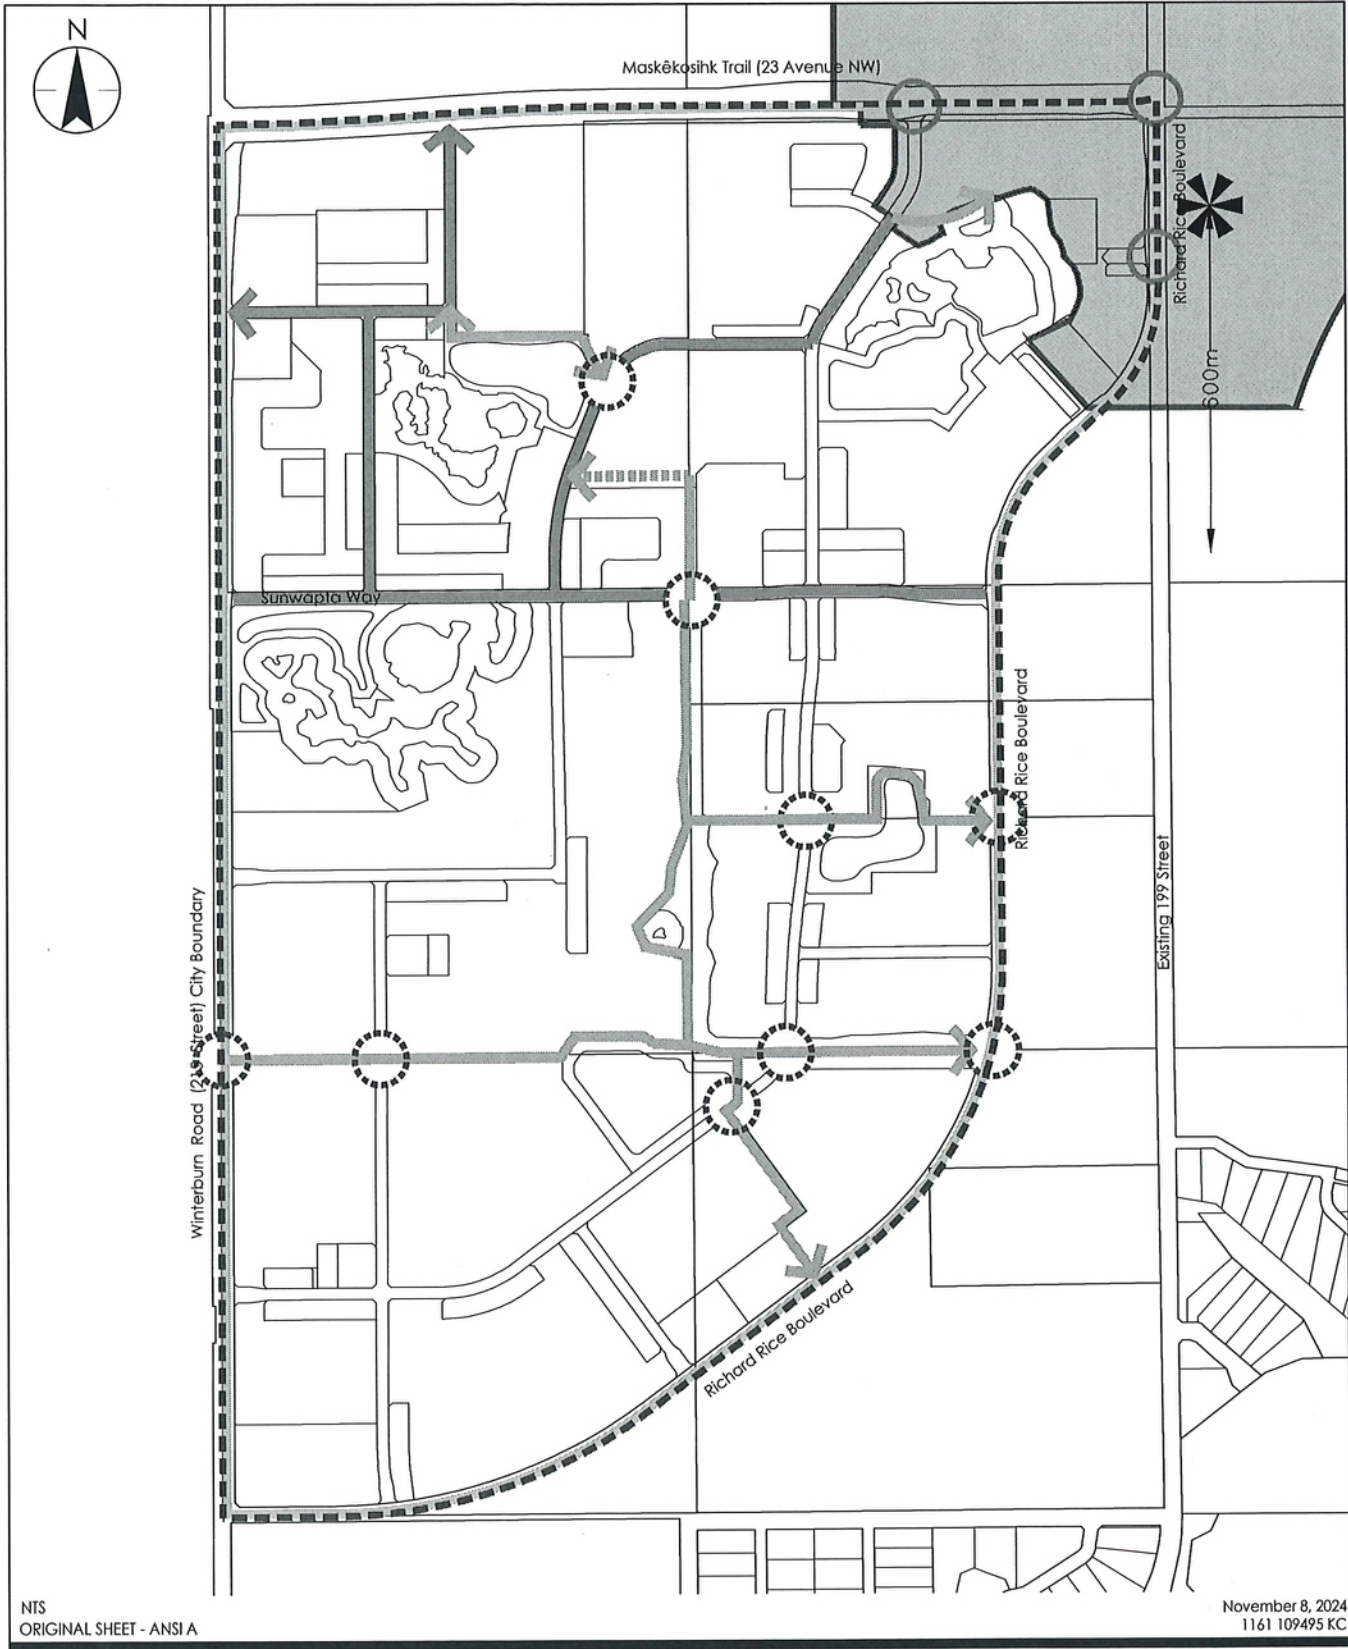 N
Maskêkosihk Trail (23 Avenue NW)
Richard Rice Boulevard
600m
Sunwapta Way
Richard Rice Boulevard
Existing 199 Street
Winterburn Road (219 Street) City Boundary
Richard Rice Boulevard
NTS
ORIGINAL SHEET - ANSI A
November 8, 2024
1161 109495 KC